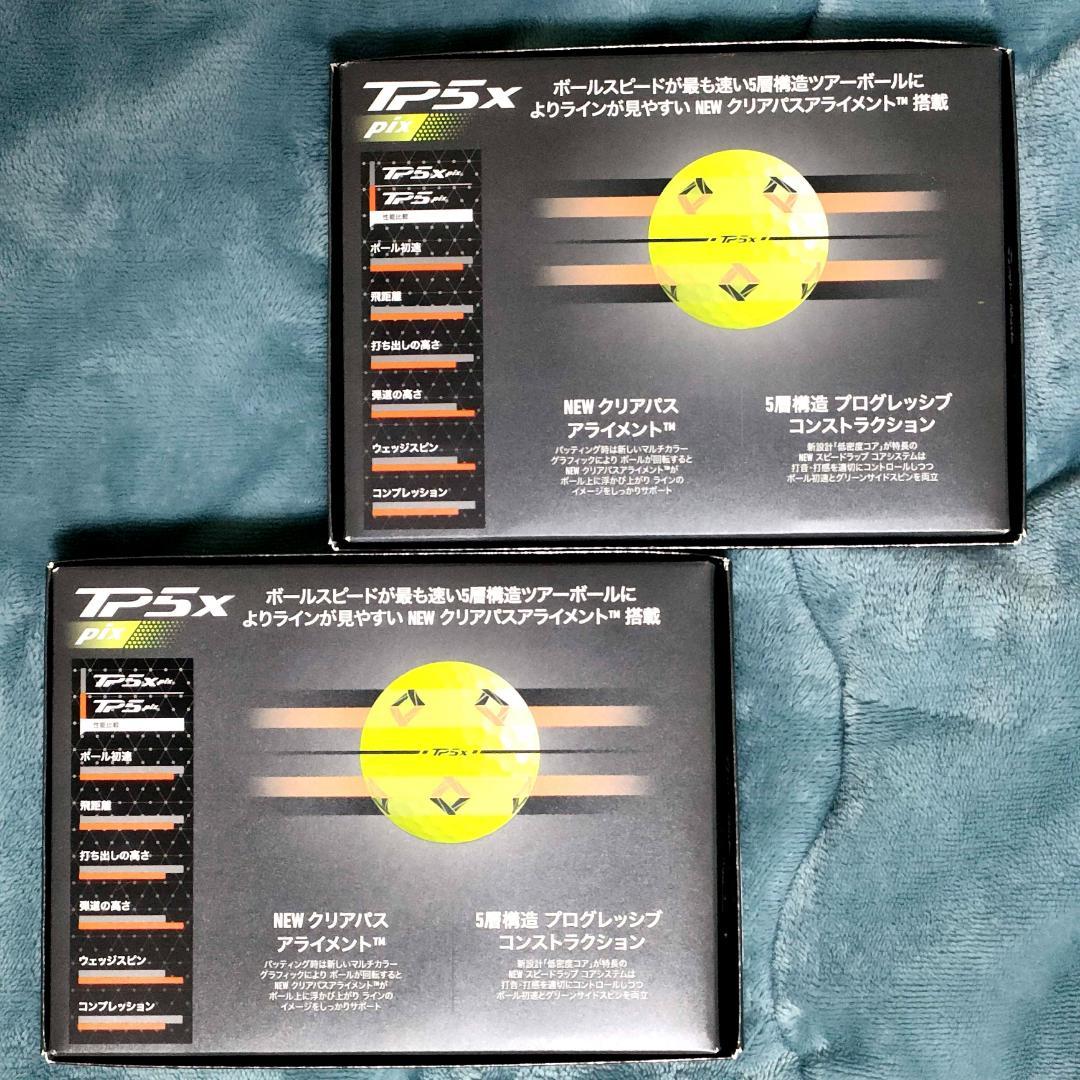 TP5x
pix
ボールスピードが最も速い5層構造ツアーボールに
よりラインが見やすい NEW クリアパスアライメント™ 搭載
TP5x pix
TP5 pix
性能比較
ボール初速
飛距離
打ち出しの高さ
弾道の高さ
ウェッジスピン
コンプレッション
TP5x
NEW クリアパス
アライメント™
パッティング時は新しいマルチカラー
グラフィックにより ボールが回転すると
NEW クリアパスアライメント™が
ボール上に浮かび上がり ラインの
イメージをしっかりサポート
5層構造 プログレッシブ
コンストラクション
新設計「低密度コア」が特長の
NEW スピードラップ コアシステムは
打音・打感を適切にコントロールしつつ
ボール初速とグリーンサイドスピンを両立
TP5x
pix
ボールスピードが最も速い5層構造ツアーボールに
よりラインが見やすい NEW クリアパスアライメント™ 搭載
TP5x pix
TP5 pix
性能比較
ボール初速
飛距離
打ち出しの高さ
弾道の高さ
ウェッジスピン
コンプレッション
TP5x
NEW クリアパス
アライメント™
パッティング時は新しいマルチカラー
グラフィックにより ボールが回転すると
NEW クリアパスアライメント™が
ボール上に浮かび上がり ラインの
イメージをしっかりサポート
5層構造 プログレッシブ
コンストラクション
新設計「低密度コア」が特長の
NEW スピードラップ コアシステムは
打音・打感を適切にコントロールしつつ
ボール初速とグリーンサイドスピンを両立